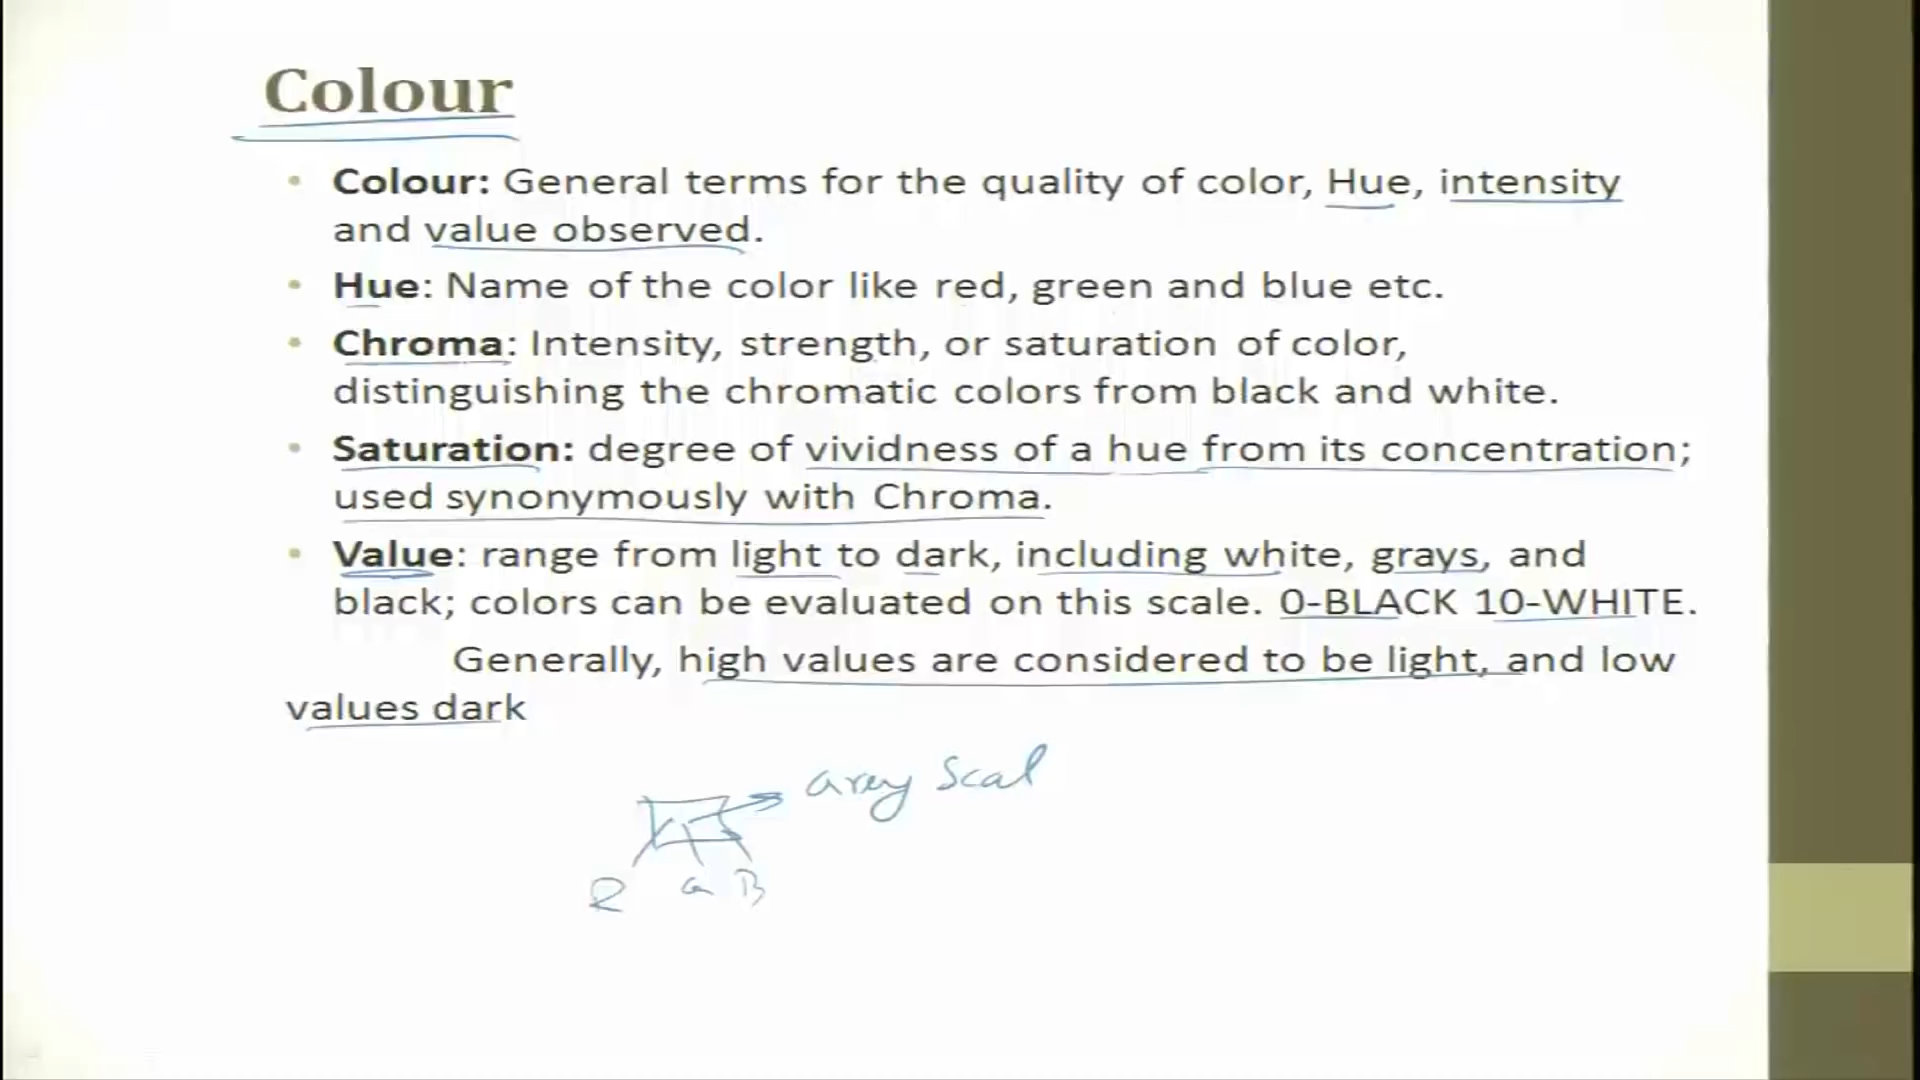 Colour
• Colour: General terms for the quality of color, Hue, intensity
and value observed.
• Hue: Name of the color like red, green and blue etc.
• Chroma: Intensity, strength, or saturation of color,
distinguishing the chromatic colors from black and white.
• Saturation: degree of vividness of a hue from its concentration;
used synonymously with Chroma.
• Value: range from light to dark, including white, grays, and
black; colors can be evaluated on this scale. 0-BLACK 10-WHITE.
Generally, high values are considered to be light, and low
values dark
Grey Scal
R G B